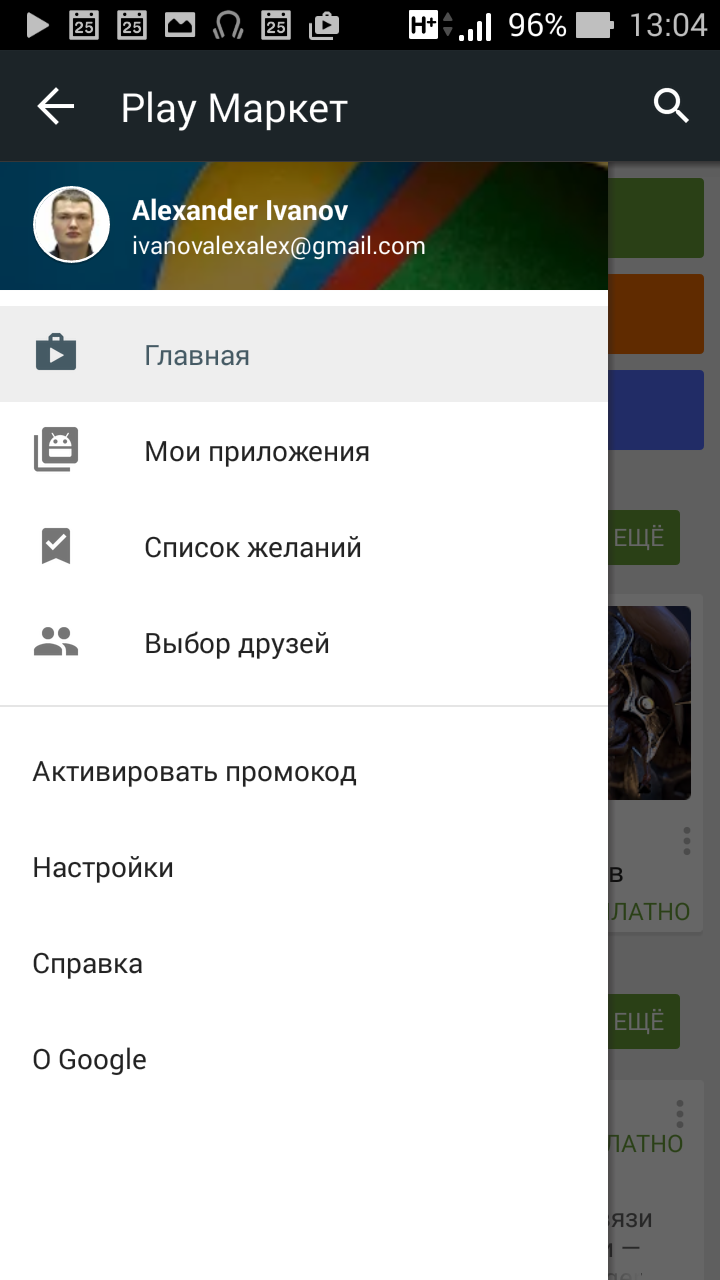 25 25 25 H+ 96% 13:04
Play Маркет
Alexander Ivanov
ivanovalexalex@gmail.com
Главная
Мои приложения
ЕЩЁ
Список желаний
Выбор друзей
Активировать промокод
Настройки
в
ЛАТНО
Справка
ЕЩЁ
О Google
ЛАТНО
язи
—